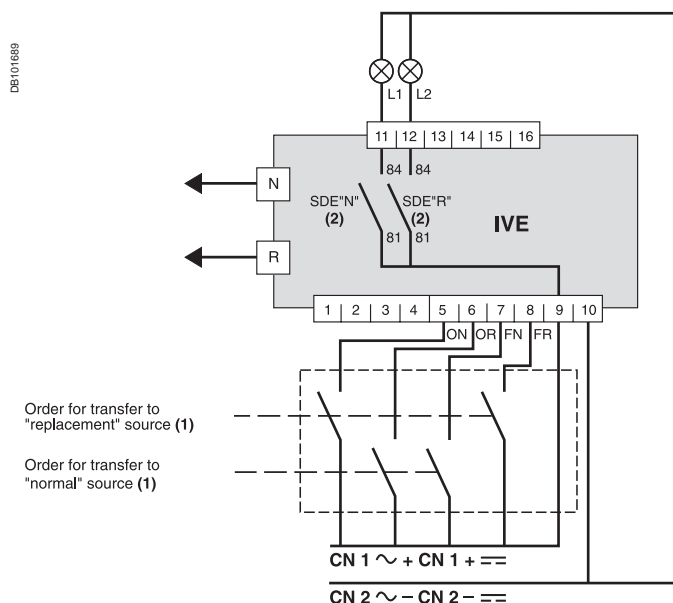 DB101689
L1 L2
11 12 13 14 15 16
84 84
N
SDE"N" SDE"R"
(2) (2)
IVE
81 81
R
1 2 3 4 5 6 7 8 9 10
ON OR FN FR
Order for transfer to
"replacement" source (1)
Order for transfer to
"normal" source (1)
CN 1 ~ + CN 1 + ⎓
CN 2 ~ – CN 2 – ⎓